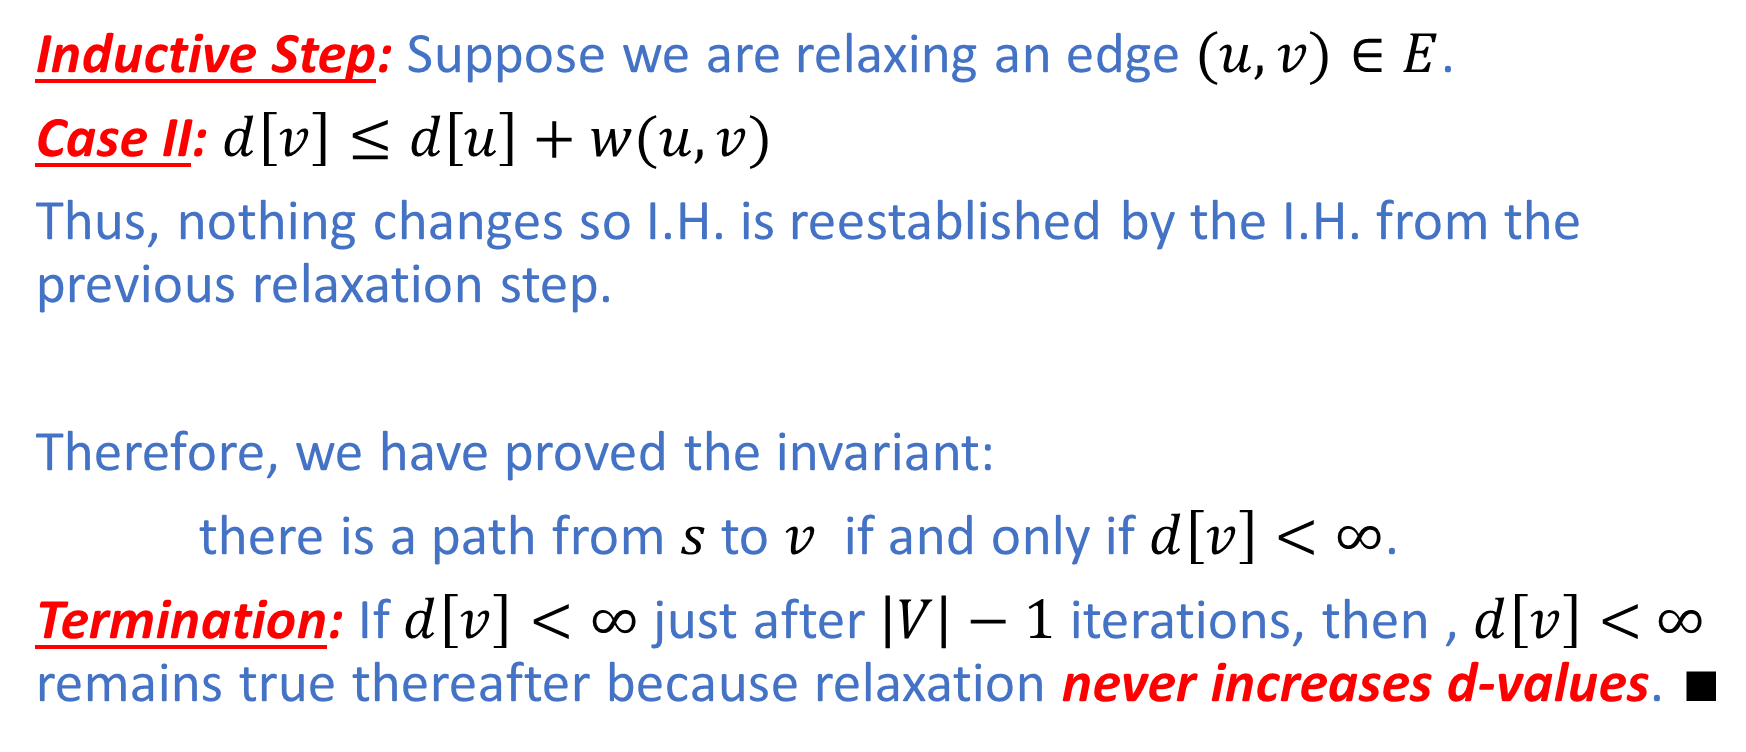 Inductive Step: Suppose we are relaxing an edge (u, v) ∈ E.
Case II: d[v] ≤ d[u] + w(u, v)
Thus, nothing changes so I.H. is reestablished by the I.H. from the
previous relaxation step.
Therefore, we have proved the invariant:
there is a path from s to v if and only if d[v] < ∞.
Termination: If d[v] < ∞ just after |V| − 1 iterations, then , d[v] < ∞
remains true thereafter because relaxation never increases d-values. ■